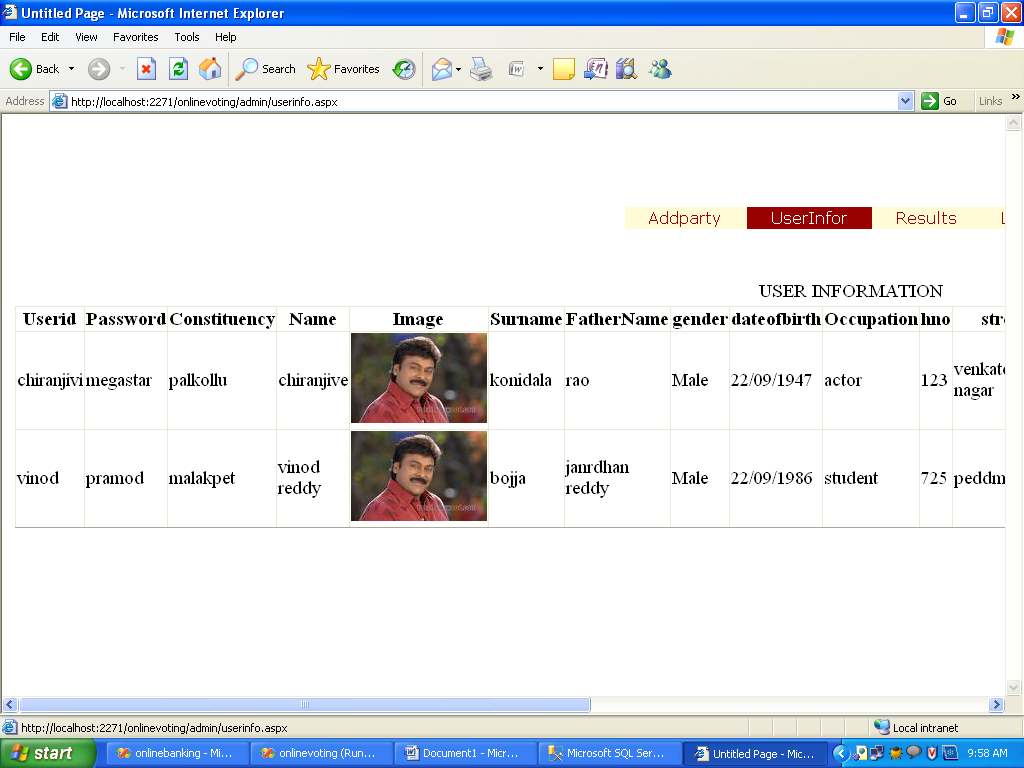 Untitled Page - Microsoft Internet Explorer
File Edit View Favorites Tools Help
Back Search Favorites
Address http://localhost:2271/onlinevoting/admin/userinfo.aspx Go Links »
Addparty UserInfor Results L
USER INFORMATION
Userid Password Constituency Name Image Surname FatherName gender dateofbirth Occupation hno stre
chiranjivi megastar palkollu chiranjive konidala rao Male 22/09/1947 actor 123 venkate
nagar
vinod pramod malakpet vinod
reddy bojja janrdhan
reddy Male 22/09/1986 student 725 peddm
http://localhost:2271/onlinevoting/admin/userinfo.aspx Local intranet
start onlinebanking - Mi... onlinevoting (Run... Document1 - Micr... Microsoft SQL Ser... Untitled Page - Mic... 9:58 AM